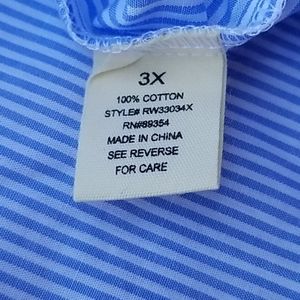 3X
100% COTTON
STYLE# RW33034X
RN#89354
MADE IN CHINA
SEE REVERSE
FOR CARE